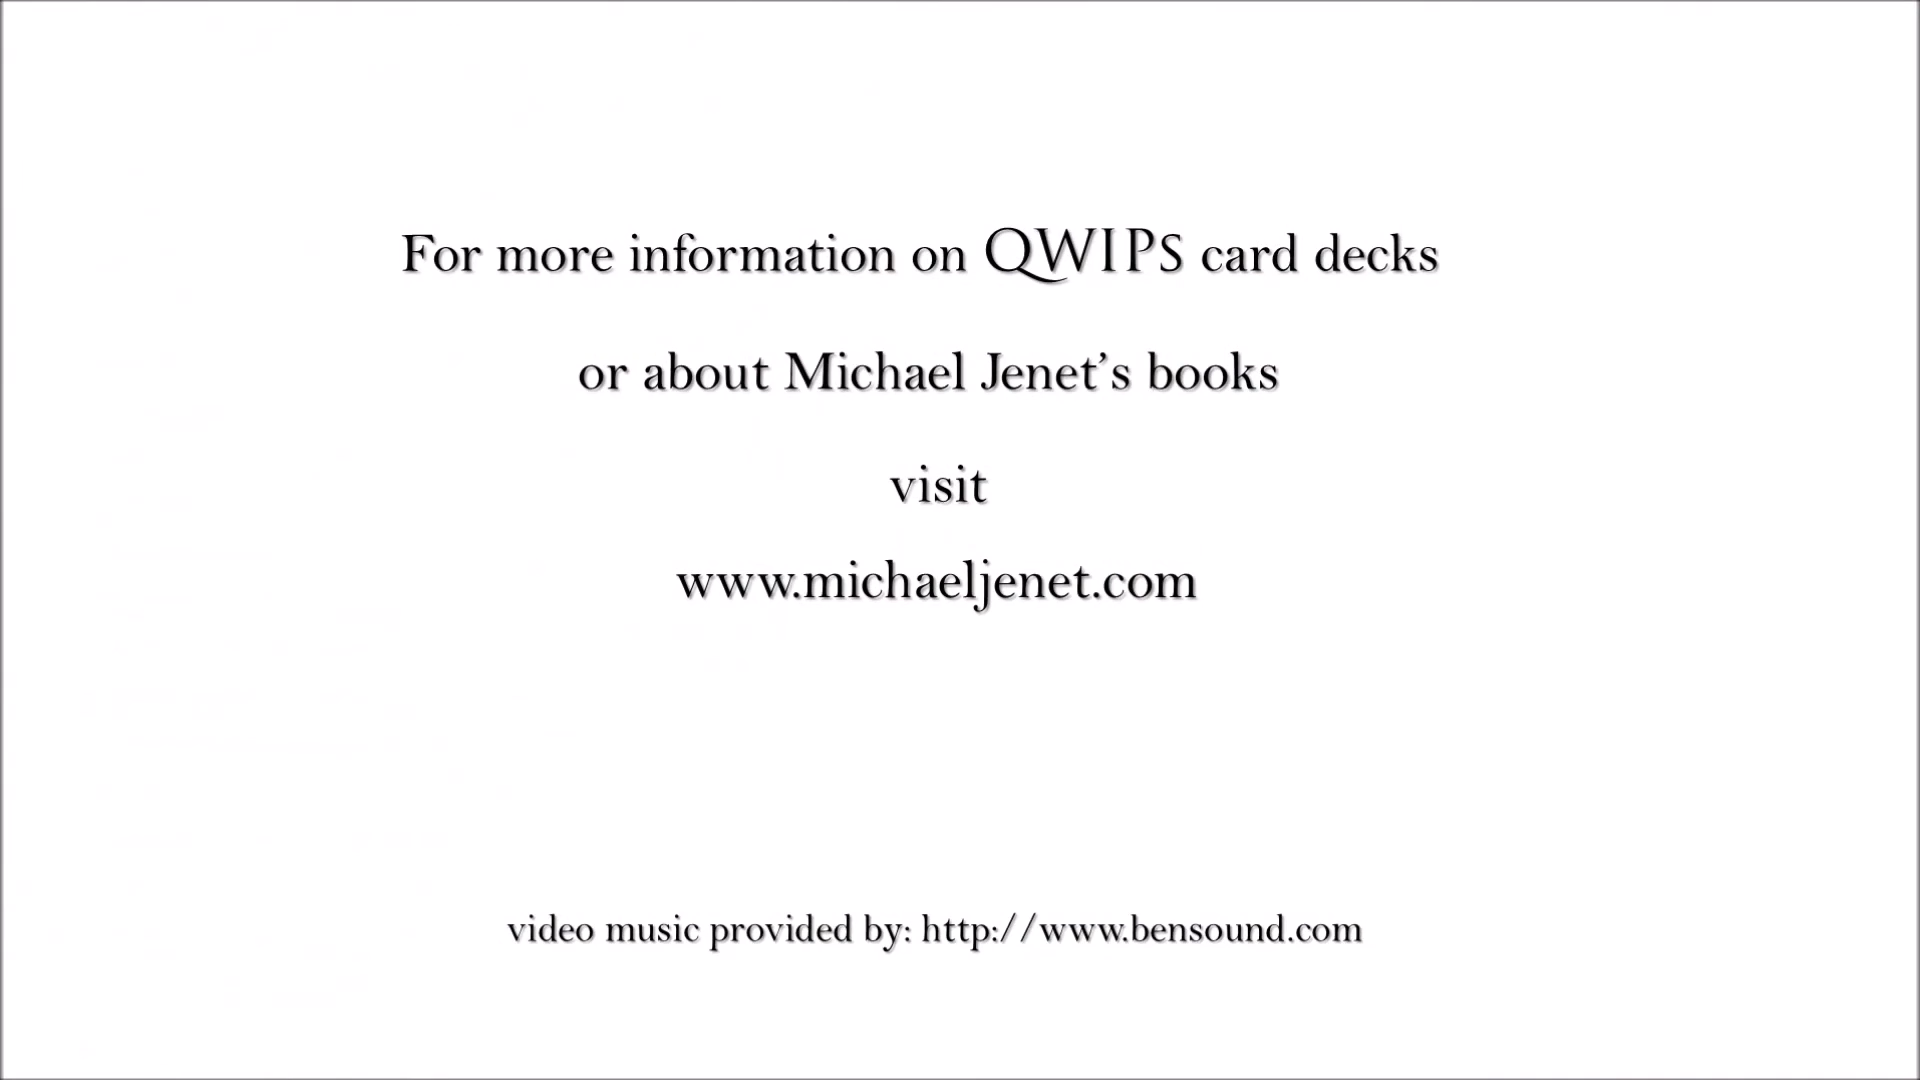 For more information on QWIPS card decks
or about Michael Jenet’s books
visit
www.michaeljenet.com
video music provided by: http://www.bensound.com